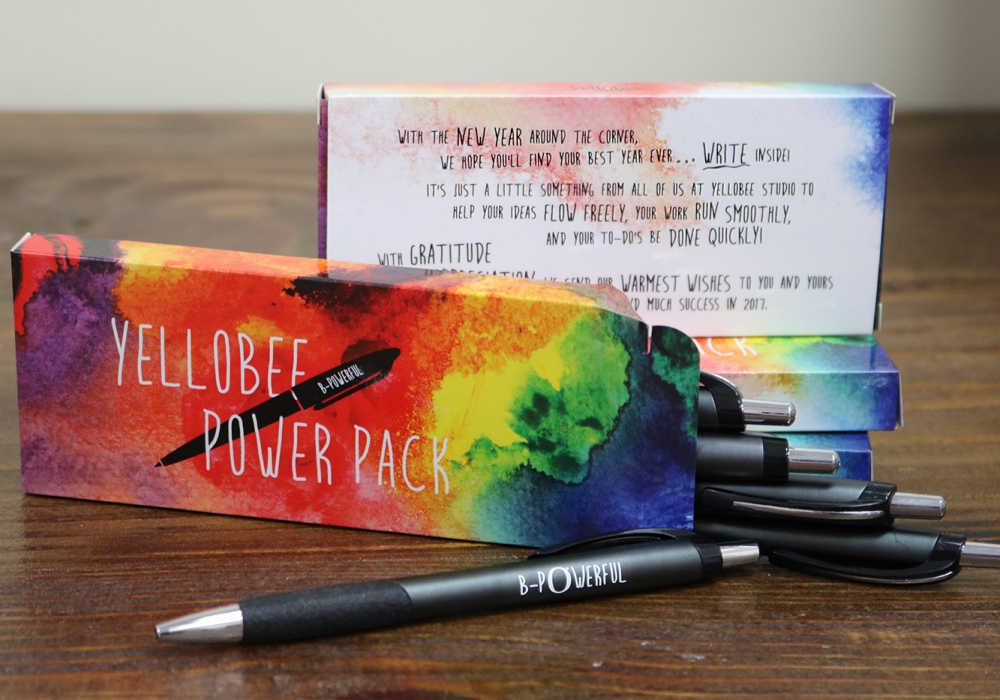 WITH THE NEW YEAR AROUND THE CORNER,
WE HOPE YOU'LL FIND YOUR BEST YEAR EVER... WRITE INSIDE!
IT'S JUST A LITTLE SOMETHING FROM ALL OF US AT YELLOBEE STUDIO TO
HELP YOUR IDEAS FLOW FREELY, YOUR WORK RUN SMOOTHLY,
AND YOUR TO-DO'S BE DONE QUICKLY!
WITH GRATITUDE
WE SEND OUR WARMEST WISHES TO YOU AND YOURS
MUCH SUCCESS IN 2017.
YELLOBEE
B-POWERFUL
POWER PACK
CK
B-POWERFUL